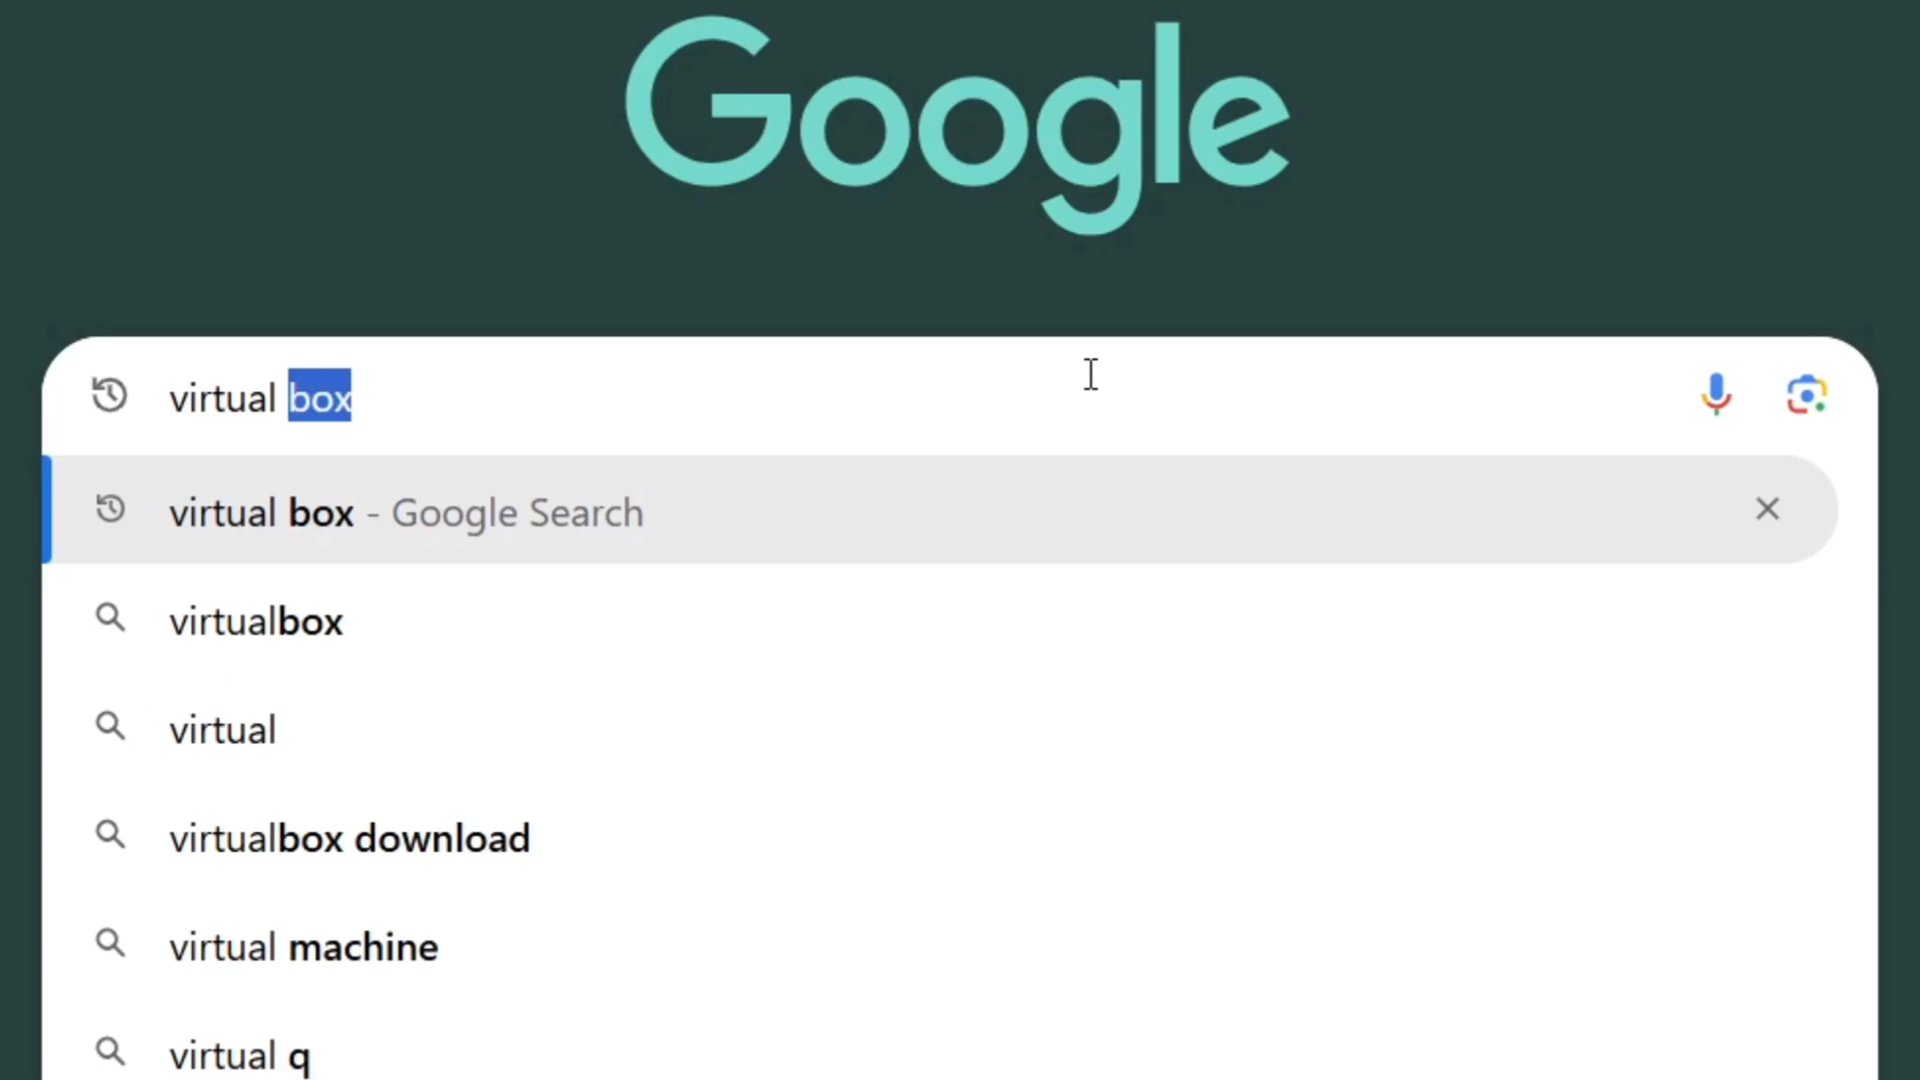 Google
virtual box
virtual box - Google Search
virtualbox
virtual
virtualbox download
virtual machine
virtual q